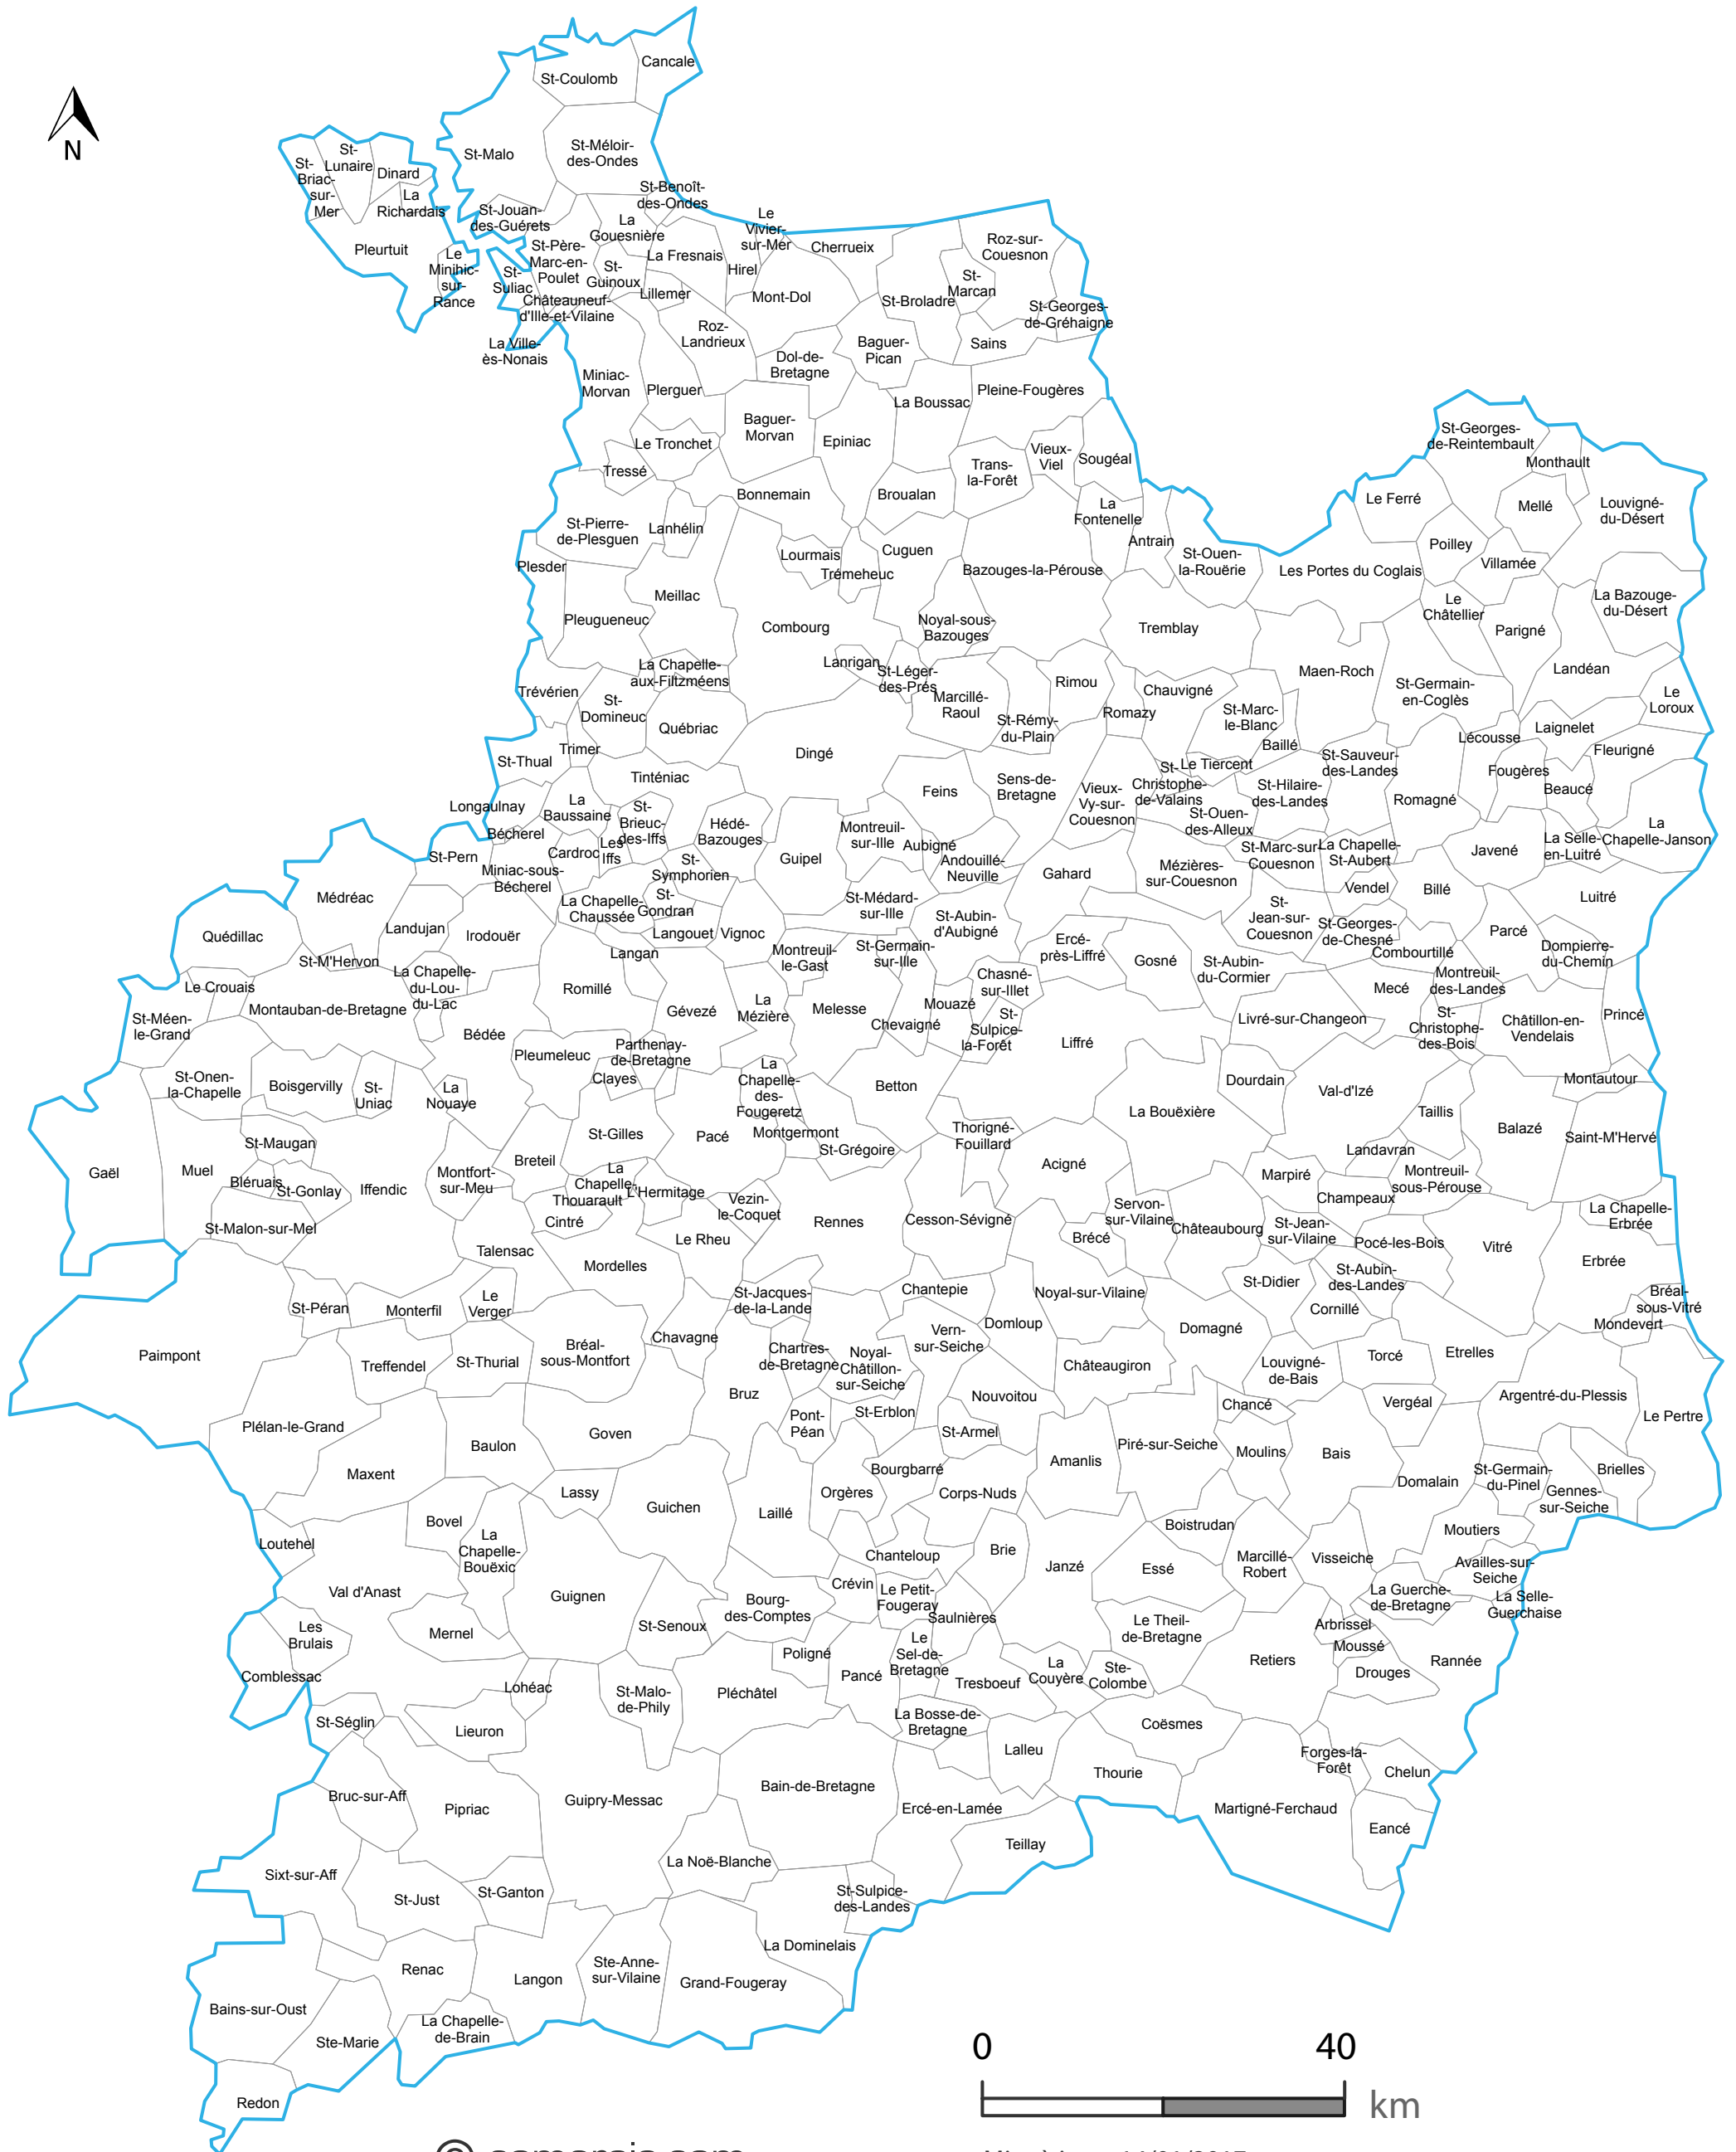 Cancale
St-Coulomb
N
St-Malo
St-Méloir-
des-Ondes
St-
Lunaire
St-
Briac-
sur-
Mer
Dinard
La
Richardais
St-Benoît-
des-Ondes
St-Jouan-
des-Guérets
La
Gouesnière
Le
Vivier-
sur-Mer
Cherrueix
Roz-sur-
Couesnon
Pleurtuit
Le
Minihic-
sur-
Rance
St-
Suliac
St-Père-
Marc-en-
Poulet
St-
Guinoux
La Fresnais
Hirel
St-
Marcan
Châteauneuf-
d'Ille-et-Vilaine
Lillemer
Mont-Dol
St-Broladre
St-Georges-
de-Gréhaigne
La Ville-
ès-Nonais
Roz-
Landrieux
Dol-de-
Bretagne
Baguer-
Pican
Sains
Miniac-
Morvan
Plerguer
La Boussac
Pleine-Fougères
Baguer-
Morvan
Epiniac
Le Tronchet
Tressé
Trans-
la-Forêt
Vieux-
Viel
Sougéal
St-Georges-
de-Reintembault
Monthault
Bonnemain
Broualan
La
Fontenelle
Le Ferré
Mellé
Louvigné-
du-Désert
St-Pierre-
de-Plesguen
Lanhélin
Lourmais
Cuguen
Antrain
Poilley
Plesder
Trémeheuc
Bazouges-la-Pérouse
St-Ouen-
la-Rouërie
Les Portes du Coglais
Villamée
Meillac
Le
Châtellier
La Bazouge-
du-Désert
Pleugueneuc
Combourg
Noyal-sous-
Bazouges
Tremblay
Parigné
La Chapelle-
aux-Filtzméens
Lanrigan
St-Léger-
des-Prés
Maen-Roch
Landéan
Trévérien
St-
Domineuc
Québriac
Marcillé-
Raoul
St-Rémy-
du-Plain
Rimou
Romazy
Chauvigné
St-Marc-
le-Blanc
St-Germain-
en-Coglès
Le
Loroux
Trimer
Dingé
Baillé
Lécousse
Laignelet
Fleurigné
St-Thual
Tinténiac
Le Tiercent
St-Sauveur-
des-Landes
Fougères
Beaucé
Longaulnay
La
Baussaine
St-
Brieuc-
des-Iffs
Hédé-
Bazouges
Feins
Sens-de-
Bretagne
Vieux-
Vy-sur-
Couesnon
St-
Christophe-
de-Valains
St-Hilaire-
des-Landes
Romagné
Bécherel
Cardroc
Les
Iffs
Montreuil-
sur-Ille
Aubigné
St-Ouen-
des-Alleux
La
Chapelle-Janson
St-Pern
Miniac-sous-
Bécherel
St-
Symphorien
Guipel
Andouillé-
Neuville
Gahard
Mézières-
sur-Couesnon
St-Marc-sur-
Couesnon
La Chapelle-
St-Aubert
Javené
La Selle-
en-Luitré
Médréac
La Chapelle-
Chaussée
St-
Gondran
St-Médard-
sur-Ille
Vendel
Billé
Luitré
Quédillac
Landujan
Irodouër
Langouet
Vignoc
St-Aubin-
d'Aubigné
St-
Jean-sur-
Couesnon
St-Georges-
de-Chesné
Parcé
St-M'Hervon
Langan
Montreuil-
le-Gast
St-Germain-
sur-Ille
Ercé-
près-Liffré
Gosné
St-Aubin-
du-Cormier
Combourtillé
Dompierre-
du-Chemin
Le Crouais
La Chapelle-
du-Lou-
du-Lac
Romillé
Chasné-
sur-Illet
Mecé
Montreuil-
des-Landes
Montauban-de-Bretagne
Gévezé
La
Mézière
Melesse
Mouazé
Livré-sur-Changeon
St-
Christophe-
des-Bois
Châtillon-en-
Vendelais
Princé
St-Méen-
le-Grand
Bédée
Chevaigné
St-
Sulpice-
la-Forêt
Liffré
Pleumeleuc
Parthenay-
de-Bretagne
Clayes
St-Onen-
la-Chapelle
Boisgervilly
St-
Uniac
La
Nouaye
La
Chapelle-
des-
Fougeretz
Betton
Dourdain
Val-d'Izé
Montautour
La Bouëxière
Taillis
St-Maugan
St-Gilles
Pacé
Montgermont
St-Grégoire
Thorigné-
Fouillard
Balazé
Saint-M'Hervé
Gaël
Muel
Bléruais
St-Gonlay
Iffendic
Montfort-
sur-Meu
Breteil
La
Chapelle-
Thouarault
L'Hermitage
Acigné
Marpiré
Landavran
Montreuil-
sous-Pérouse
Champeaux
St-Malon-sur-Mel
Cintré
Vezin-
le-Coquet
Rennes
Cesson-Sévigné
Servon-
sur-Vilaine
Brécé
Châteaubourg
St-Jean-
sur-Vilaine
Pocé-les-Bois
Vitré
La Chapelle-
Erbrée
Talensac
Le Rheu
Mordelles
St-Didier
St-Aubin-
des-Landes
Erbrée
St-Péran
Monterfil
Le
Verger
St-Jacques-
de-la-Lande
Chantepie
Noyal-sur-Vilaine
Cornillé
Bréal-
sous-Vitré
Mondevert
Paimpont
Treffendel
St-Thurial
Bréal-
sous-Montfort
Chavagne
Chartres-
de-Bretagne
Noyal-
Châtillon-
sur-Seiche
Vern-
sur-Seiche
Domloup
Domagné
Châteaugiron
Louvigné-
de-Bais
Torcé
Etrelles
Bruz
Nouvoitou
Chancé
Vergéal
Argentré-du-Plessis
Le Pertre
Plélan-le-Grand
Baulon
Goven
Pont-
Péan
St-Erblon
St-Armel
Maxent
Bourgbarré
Amanlis
Piré-sur-Seiche
Moulins
Bais
Domalain
St-Germain-
du-Pinel
Brielles
Gennes-
sur-Seiche
Lassy
Guichen
Laillé
Orgères
Corps-Nuds
Bovel
La
Chapelle-
Bouëxic
Loutehel
Boistrudan
Moutiers
Chanteloup
Brie
Janzé
Essé
Marcillé-
Robert
Visseiche
Availles-sur-
Seiche
Val d'Anast
Guignen
Crévin
Le Petit-
Fougeray
La Guerche-
de-Bretagne
La Selle-
Guerchaise
Bourg-
des-Comptes
Saulnières
Le Theil-
de-Bretagne
Arbrissel
Les
Brulais
Mernel
St-Senoux
Poligné
Le
Sel-de-
Bretagne
Moussé
Retiers
Rannée
Comblessac
Lohéac
St-Malo-
de-Phily
Pléchâtel
Pancé
Tresboeuf
La
Couyère
Ste-
Colombe
Drouges
St-Séglin
Lieuron
La Bosse-de-
Bretagne
Coësmes
Lalleu
Forges-la-
Forêt
Chelun
Bruc-sur-Aff
Pipriac
Guipry-Messac
Bain-de-Bretagne
Thourie
Ercé-en-Lamée
Martigné-Ferchaud
Eancé
Teillay
Sixt-sur-Aff
La Noë-Blanche
St-Just
St-Ganton
St-Sulpice-
des-Landes
La Dominelais
Renac
Langon
Ste-Anne-
sur-Vilaine
Grand-Fougeray
Bains-sur-Oust
Ste-Marie
La Chapelle-
de-Brain
0 40
km
Redon